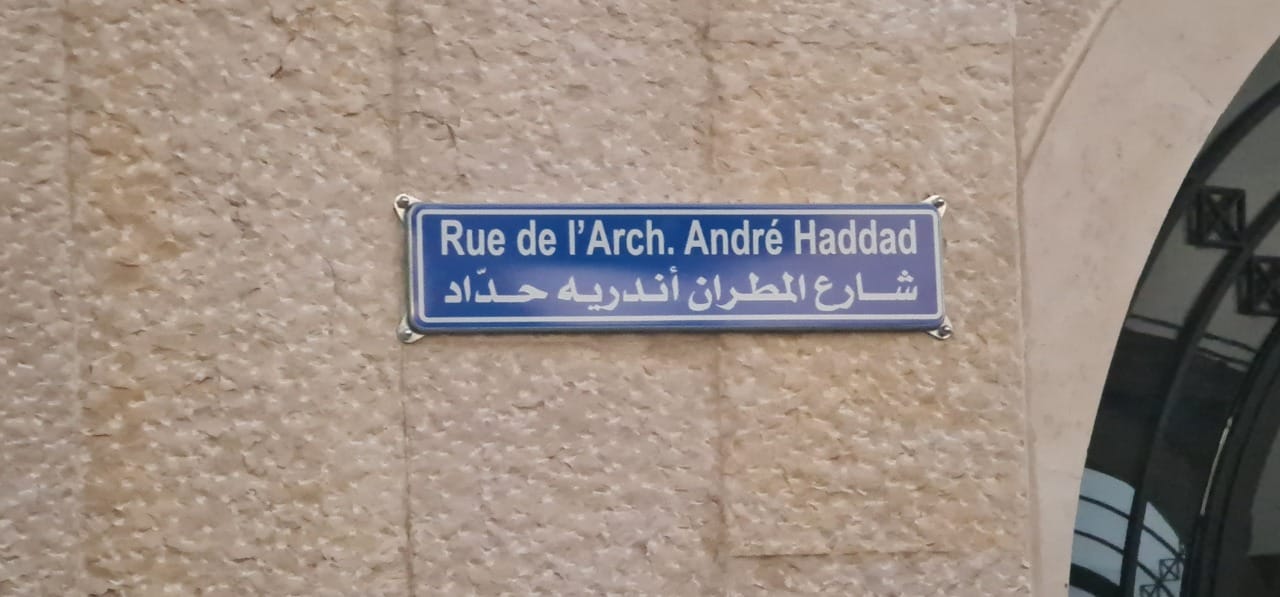 Rue de l’Arch. André Haddad
شارع المطران أندريه حدّاد